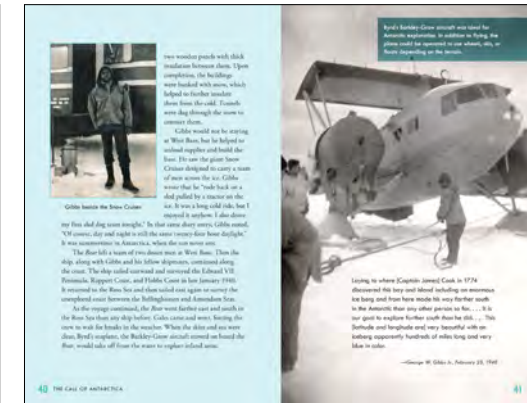 two wooden panels with thick
insulation between them. Upon
completion, the buildings
were banked with snow, which
helped to further insulate
them from the cold. Tunnels
were dug through the snow to
connect them.
Gibbs would not be staying
at West Base, but he helped to
unload supplies and build the
base. He saw the giant Snow
Cruiser designed to carry a team
of men across the ice. Gibbs
wrote that he "rode back on a
sled pulled by a tractor on the
ice. It was a long cold ride, but I
enjoyed it anyhow. I also drove
my first sled dog team tonight." In that same diary entry, Gibbs noted,
"Of course, day and night is still the same twenty-four hour daylight."
It was summertime in Antarctica, when the sun never sets.
Gibbs beside the Snow Cruiser
The Bear left a team of two dozen men at West Base. Then the
ship, along with Gibbs and his fellow shipmates, continued along
the coast. The ship sailed eastward and surveyed the Edward VII
Peninsula, Ruppert Coast, and Hobbs Coast in late January 1940.
It returned to the Ross Sea and then sailed east again to survey the
unexplored coast between the Bellingshausen and Amundsen Seas.
As the voyage continued, the Bear went farther east and south in
the Ross Sea than any ship before. Gales came and went, forcing the
crew to wait for breaks in the weather. When the skies and sea were
clear, Byrd's seaplane, the Barkley-Grow aircraft stowed on board the
Bear, would take off from the water to explore inland areas.
40 THE CALL OF ANTARCTICA
Byrd's Barkley-Grow aircraft was ideal for
Antarctic exploration. In addition to flying, the
plane could be operated to use wheels, skis, or
floats depending on the terrain.
Laying to where [Captain James] Cook in 1774
discovered this bay and island including an enormous
ice bang and from here made his way farther south
in the Antarctic than any other person so far. . . . It is
our goal to explore further south than he did. . . . This
[latitude and longitude are] very beautiful with an
iceberg apparently hundreds of miles long and very
blue in color.
—George W. Gibbs Jr., February 25, 1940
41